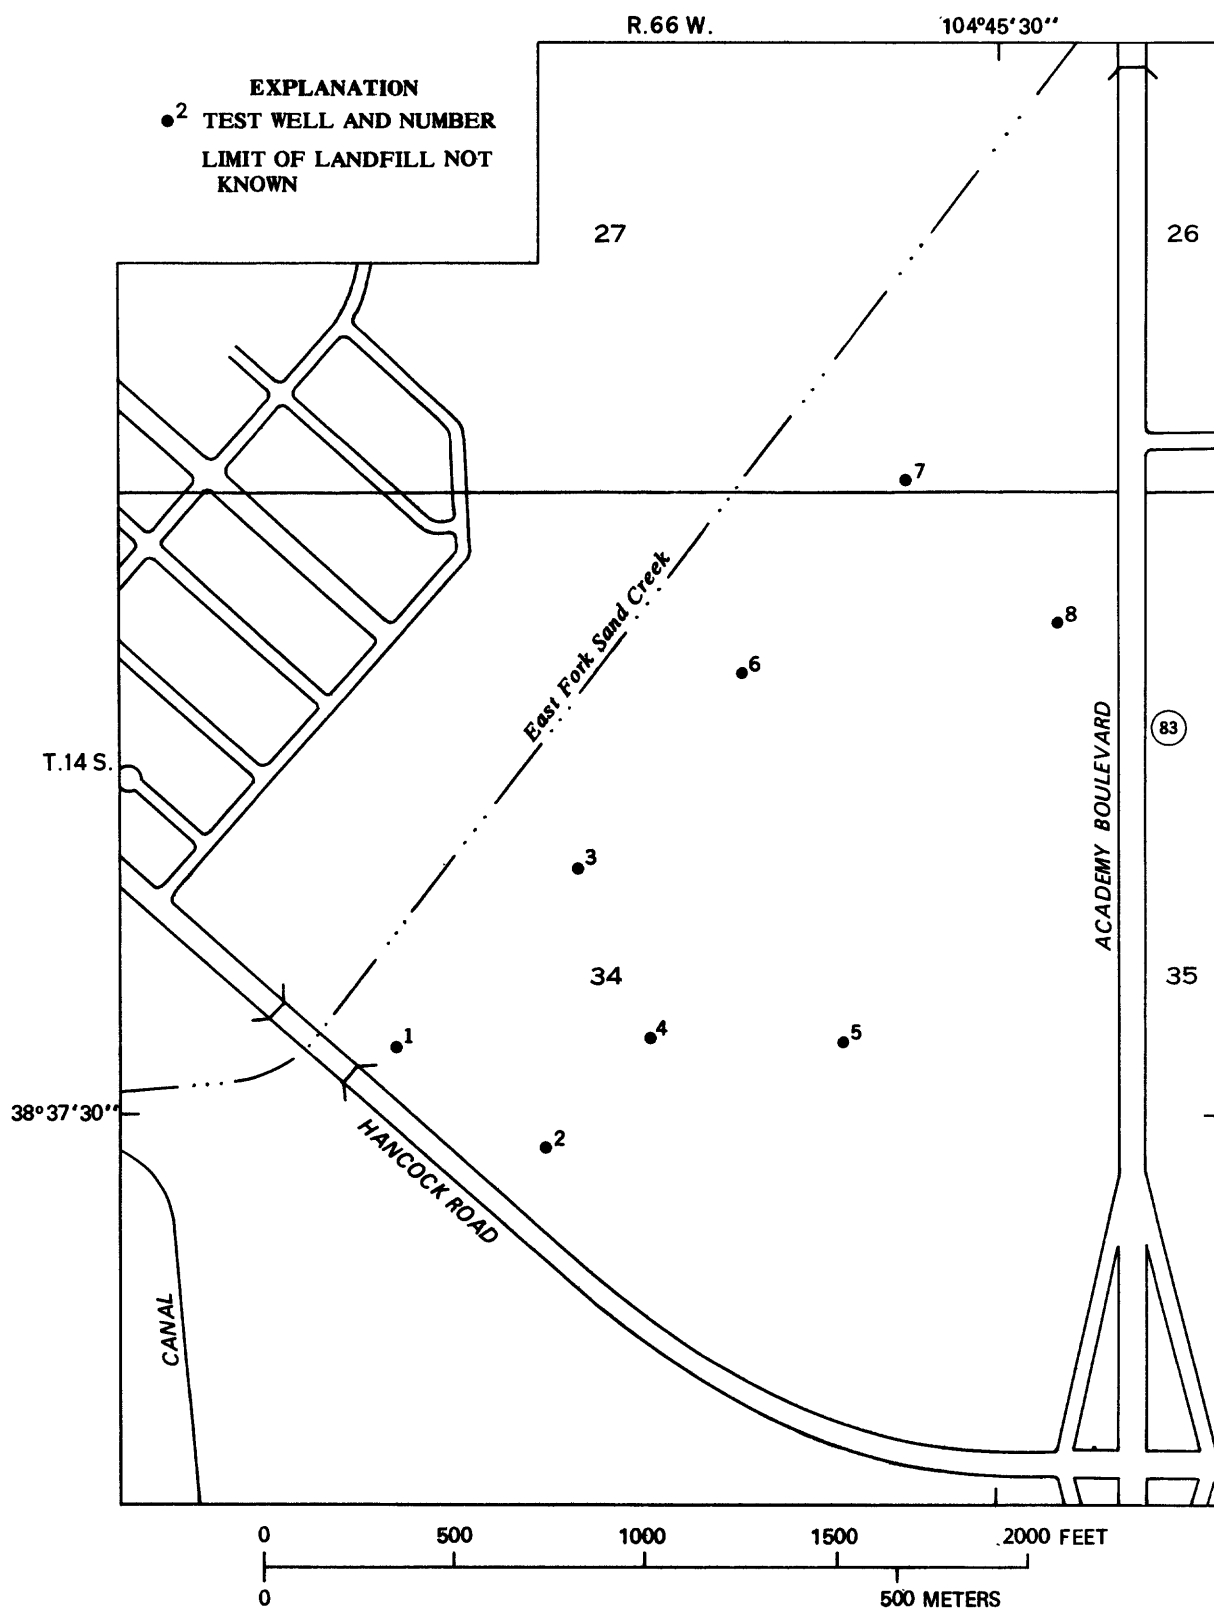 R.66 W.
104°45'30"
EXPLANATION
2 TEST WELL AND NUMBER
LIMIT OF LANDFILL NOT
KNOWN
27
26
7
8
6
East Fork Sand Creek
83
T.14 S.
ACADEMY BOULEVARD
3
34
35
1
4
5
38°37'30"
2
HANCOCK ROAD
CANAL
0 500 1000 1500 2000 FEET
0 500 METERS